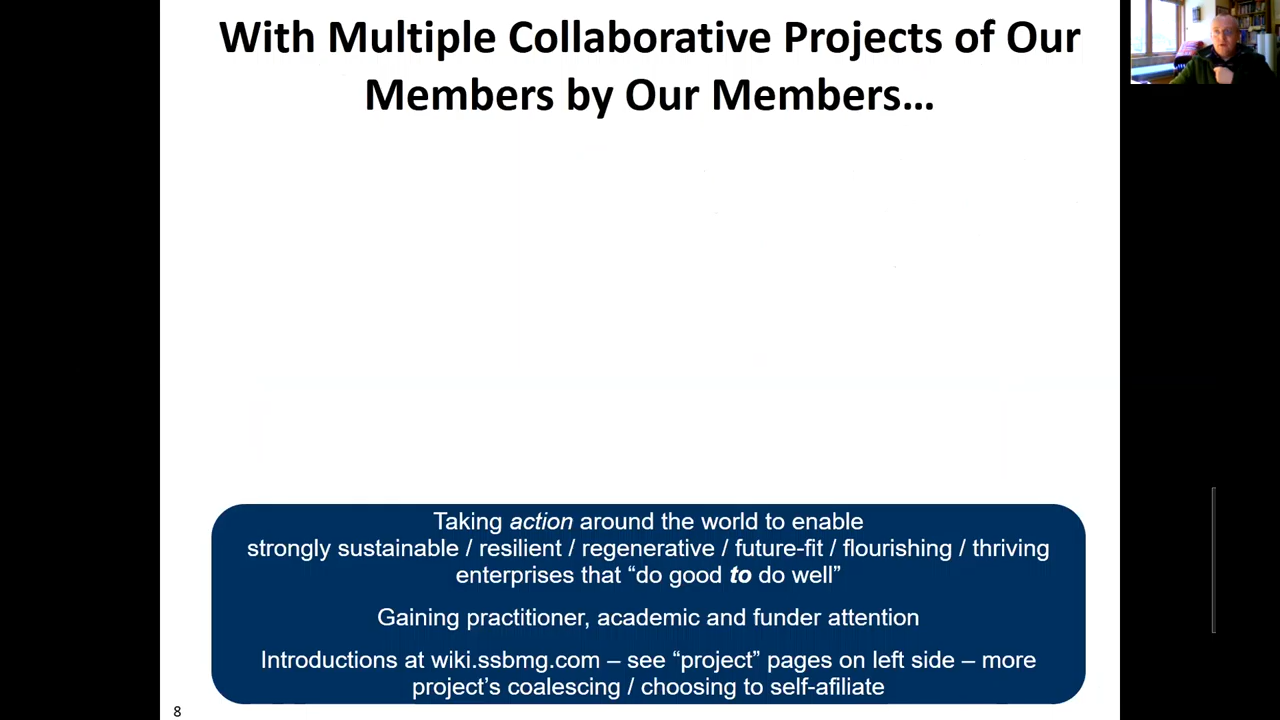 With Multiple Collaborative Projects of Our
Members by Our Members…
Taking action around the world to enable
strongly sustainable / resilient / regenerative / future-fit / flourishing / thriving
enterprises that “do good to do well”
Gaining practitioner, academic and funder attention
Introductions at wiki.ssbmg.com – see “project” pages on left side – more
project’s coalescing / choosing to self-afiliate
8